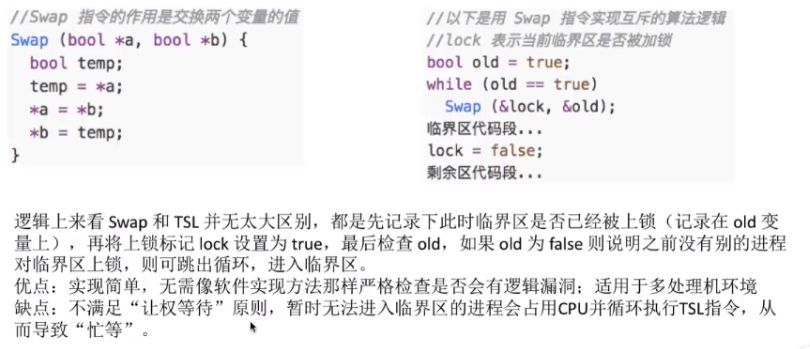 //Swap 指令的作用是交换两个变量的值
Swap (bool *a, bool *b) {
bool temp;
temp = *a;
*a = *b;
*b = temp;
}
//以下是用 Swap 指令实现互斥的算法逻辑
//lock 表示当前临界区是否被加锁
bool old = true;
while (old == true)
Swap (&lock, &old);
临界区代码段...
lock = false;
剩余区代码段...
逻辑上来看 Swap 和 TSL 并无太大区别，都是先记录下此时临界区是否已经被上锁（记录在 old 变
量上），再将上锁标记 lock 设置为 true，最后检查 old，如果 old 为 false 则说明之前没有别的进程
对临界区上锁，则可跳出循环，进入临界区。
优点：实现简单，无需像软件实现方法那样严格检查是否会有逻辑漏洞；适用于多处理机环境
缺点：不满足“让权等待”原则，暂时无法进入临界区的进程会占用CPU并循环执行TSL指令，从
而导致“忙等”。